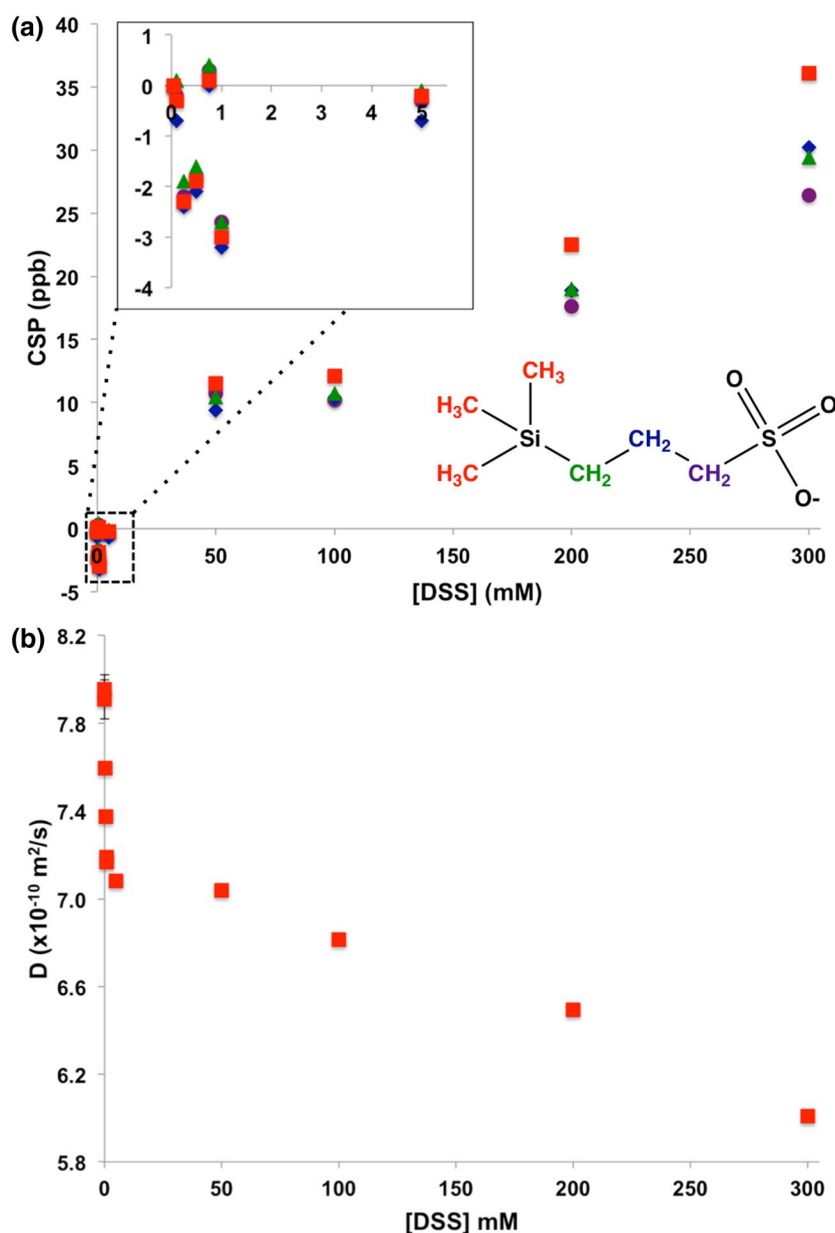 (a)
CSP (ppb)
40
35
30
25
20
15
10
5
0
-5
1
0
-1
-2
-3
-4
0 1 2 3 4 5
CH₃
H₃C
H₃C
Si
CH₂
CH₂
CH₂
S
O
O
O-
0 50 100 150 200 250 300
[DSS] (mM)
(b)
D (x10⁻¹⁰ m²/s)
8.2
7.8
7.4
7.0
6.6
6.2
5.8
0 50 100 150 200 250 300
[DSS] mM